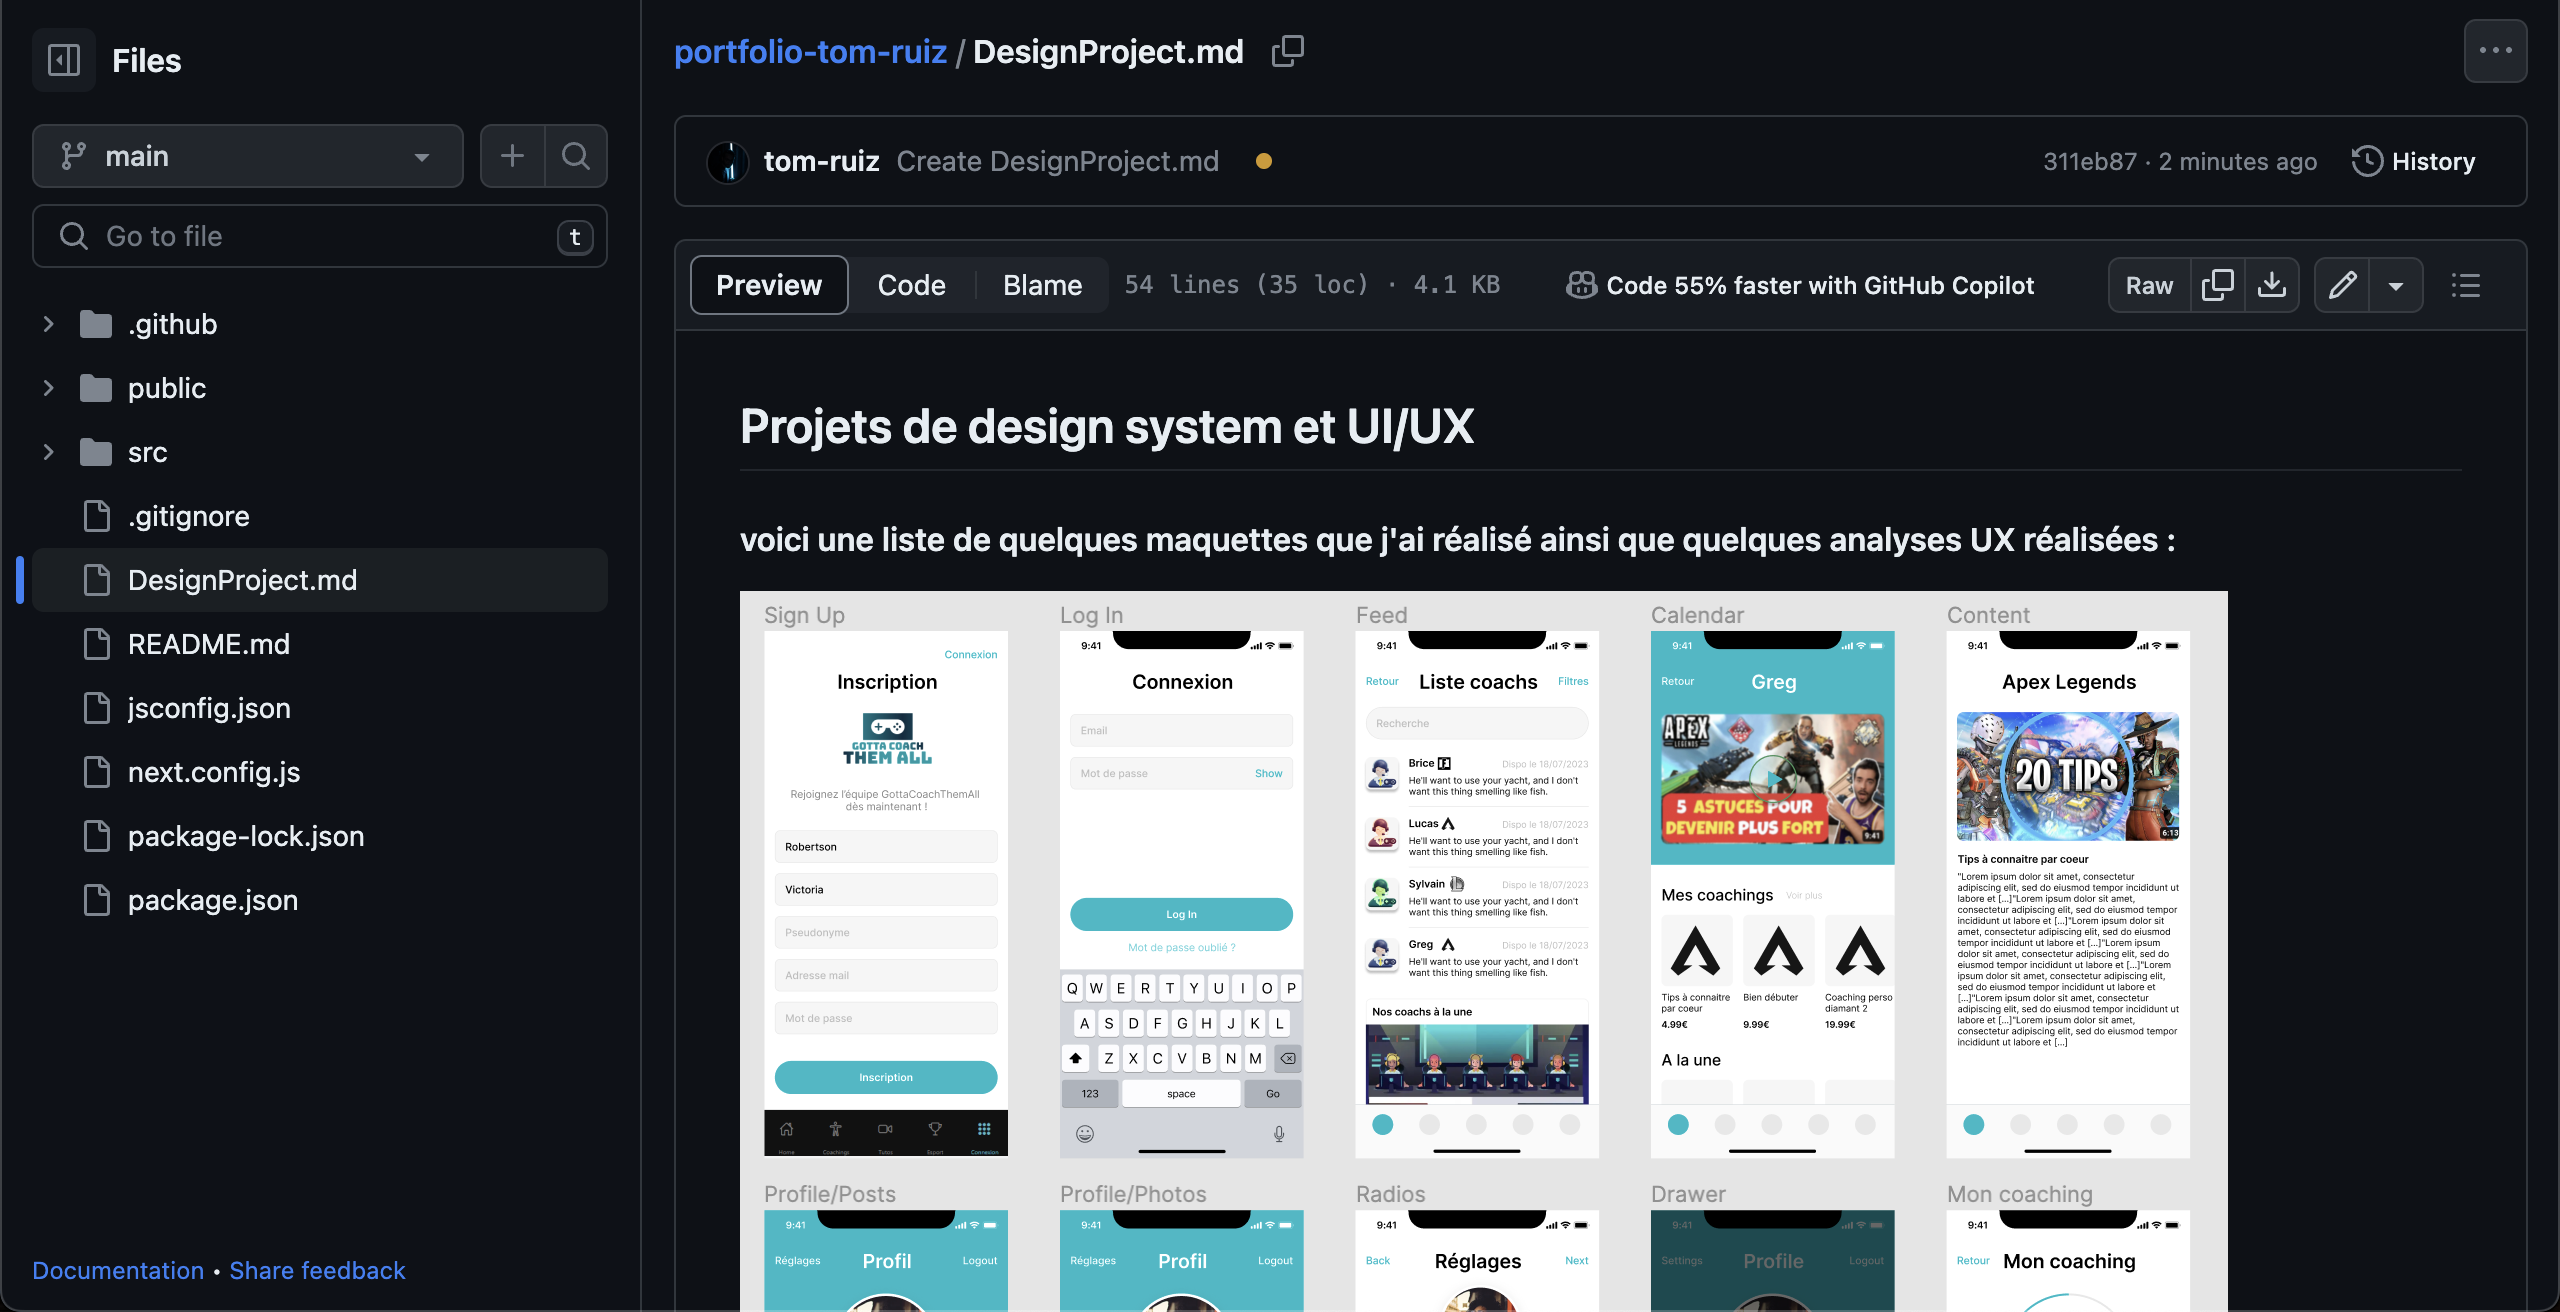 Files
main
Go to file
t
.github
public
src
.gitignore
DesignProject.md
README.md
jsconfig.json
next.config.js
package-lock.json
package.json
Documentation • Share feedback
portfolio-tom-ruiz / DesignProject.md
tom-ruiz Create DesignProject.md
311eb87 · 2 minutes ago
History
Preview
Code
Blame
54 lines (35 loc) · 4.1 KB
Code 55% faster with GitHub Copilot
Raw
Projets de design system et UI/UX
voici une liste de quelques maquettes que j'ai réalisé ainsi que quelques analyses UX réalisées :
Sign Up
Connexion
Inscription
GOTTA COACH
THEM ALL
Rejoignez l'équipe GottaCoachThemAll
dès maintenant !
Robertson
Victoria
Pseudonyme
Adresse mail
Mot de passe
Inscription
Home
Coachings
Tutos
Esport
Connexion
Log In
9:41
Connexion
Email
Mot de passe
Show
Log In
Mot de passe oublié ?
Q W E R T Y U I O P
A S D F G H J K L
Z X C V B N M
123
space
Go
Feed
9:41
Retour
Liste coachs
Filtres
Recherche
Brice
Dispo le 18/07/2023
He'll want to use your yacht, and I don't
want this thing smelling like fish.
Lucas
Dispo le 18/07/2023
He'll want to use your yacht, and I don't
want this thing smelling like fish.
Sylvain
Dispo le 18/07/2023
He'll want to use your yacht, and I don't
want this thing smelling like fish.
Greg
Dispo le 18/07/2023
He'll want to use your yacht, and I don't
want this thing smelling like fish.
Nos coachs à la une
Calendar
9:41
Retour
Greg
APEX
LEGENDS
5 ASTUCES POUR
DEVENIR PLUS FORT
9:41
Mes coachings
Voir plus
Tips à connaitre
par coeur
4.99€
Bien débuter
9.99€
Coaching perso
diamant 2
19.99€
A la une
Content
9:41
Apex Legends
20 TIPS
6:13
Tips à connaitre par coeur
"Lorem ipsum dolor sit amet, consectetur
adipiscing elit, sed do eiusmod tempor incididunt ut
labore et [...]"Lorem ipsum dolor sit amet,
consectetur adipiscing elit, sed do eiusmod tempor
incididunt ut labore et [...]"Lorem ipsum dolor sit
amet, consectetur adipiscing elit, sed do eiusmod
tempor incididunt ut labore et [...]"Lorem ipsum
dolor sit amet, consectetur adipiscing elit, sed do
eiusmod tempor incididunt ut labore et [...]"Lorem
ipsum dolor sit amet, consectetur adipiscing elit,
sed do eiusmod tempor incididunt ut labore et
[...]"Lorem ipsum dolor sit amet, consectetur
adipiscing elit, sed do eiusmod tempor incididunt ut
labore et [...]"Lorem ipsum dolor sit amet,
consectetur adipiscing elit, sed do eiusmod tempor
incididunt ut labore et [...]
Profile/Posts
9:41
Réglages
Profil
Logout
Profile/Photos
9:41
Réglages
Profil
Logout
Radios
9:41
Back
Réglages
Next
Drawer
9:41
Settings
Profile
Logout
Mon coaching
9:41
Retour
Mon coaching